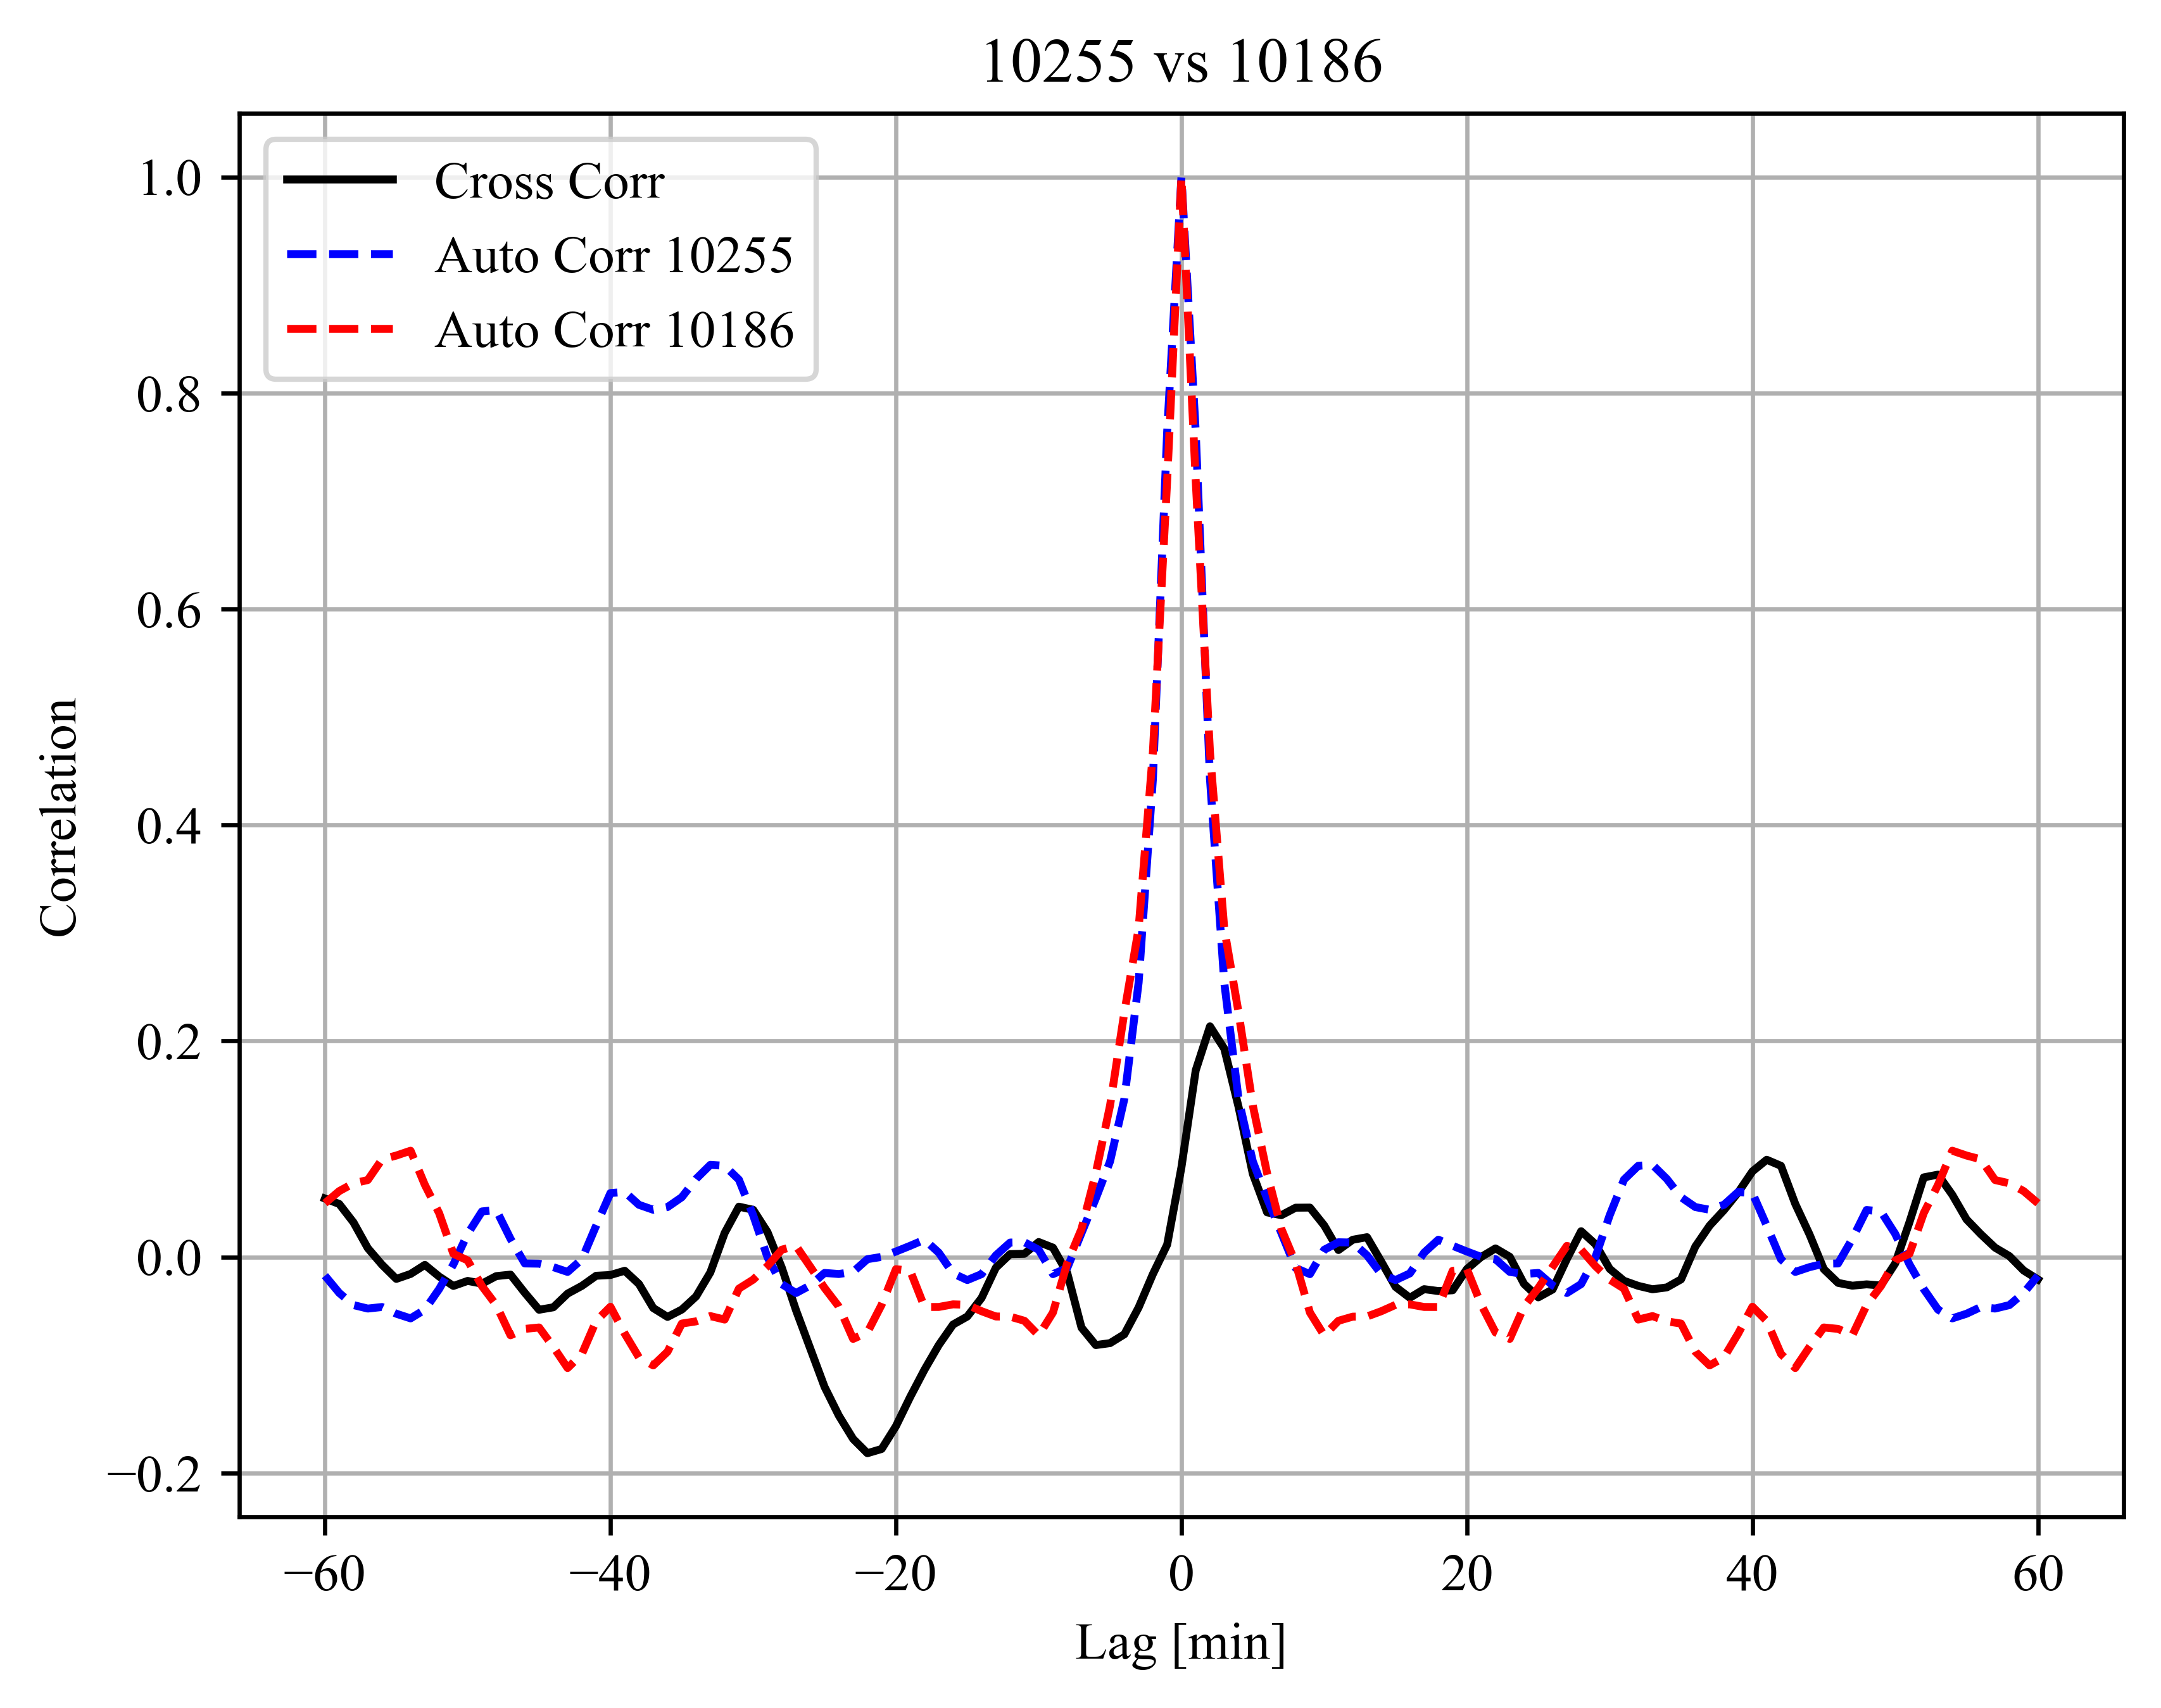 10255 vs 10186
Cross Corr
Auto Corr 10255
Auto Corr 10186
1.0
0.8
0.6
0.4
0.2
0.0
−0.2
Correlation
−60 −40 −20 0 20 40 60
Lag [min]